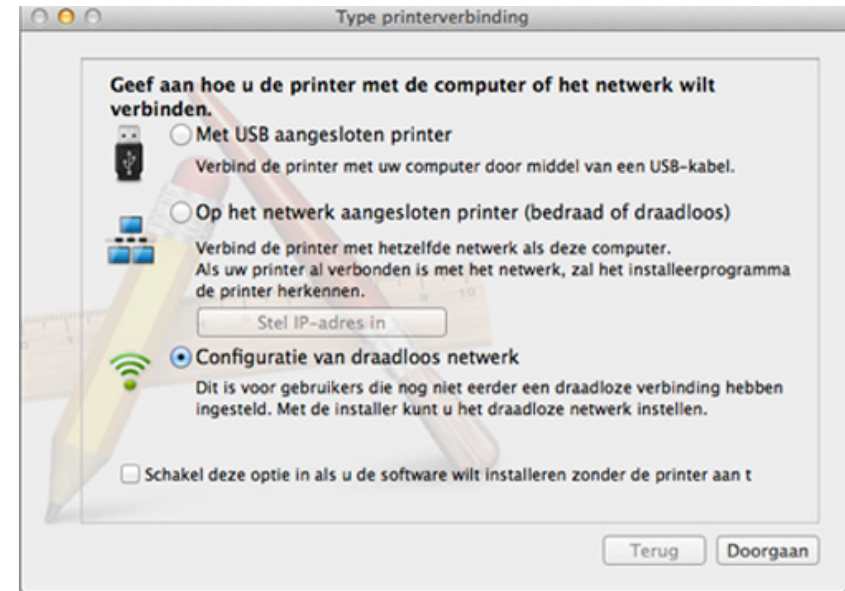 Type printerverbinding
Geef aan hoe u de printer met de computer of het netwerk wilt
verbinden.
Met USB aangesloten printer
Verbind de printer met uw computer door middel van een USB-kabel.
Op het netwerk aangesloten printer (bedraad of draadloos)
Verbind de printer met hetzelfde netwerk als deze computer.
Als uw printer al verbonden is met het netwerk, zal het installeerprogramma
de printer herkennen.
Stel IP-adres in
Configuratie van draadloos netwerk
Dit is voor gebruikers die nog niet eerder een draadloze verbinding hebben
ingesteld. Met de installer kunt u het draadloze netwerk instellen.
Schakel deze optie in als u de software wilt installeren zonder de printer aan t
Terug
Doorgaan